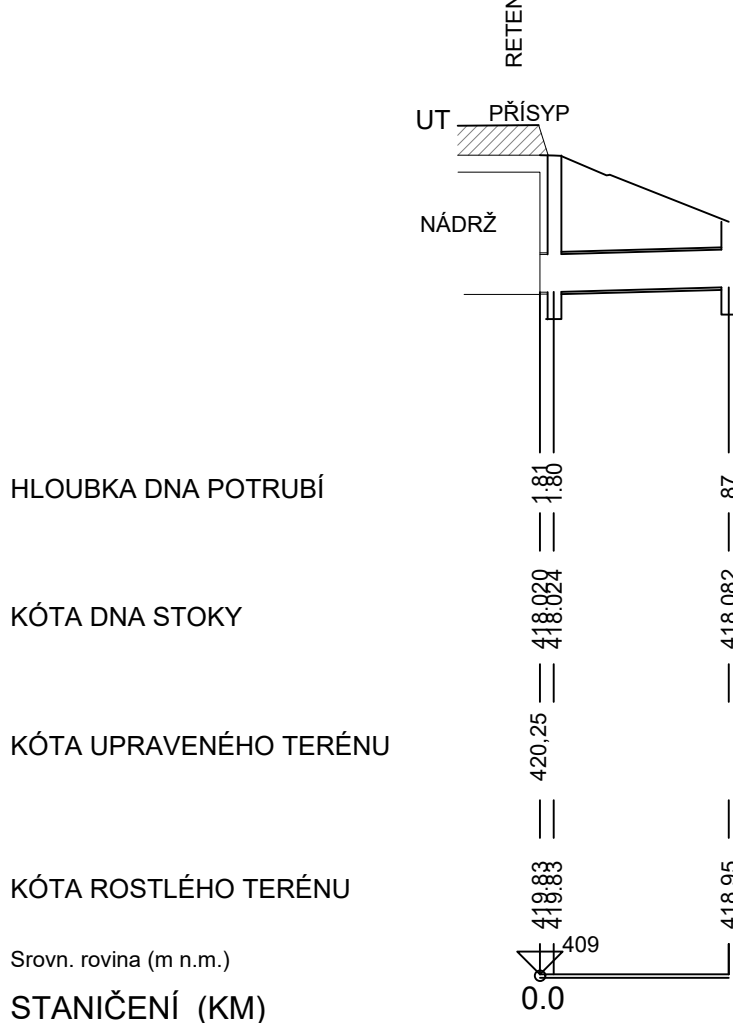 RETEN
UT PŘÍSYP
NÁDRŽ
HLOUBKA DNA POTRUBÍ 1.81 1.80 87
KÓTA DNA STOKY 418.020 418.024 418.082
KÓTA UPRAVENÉHO TERÉNU 420,25
KÓTA ROSTLÉHO TERÉNU 419.83 419.83 418.95
Srovn. rovina (m n.m.) 409
STANIČENÍ (KM) 0.0